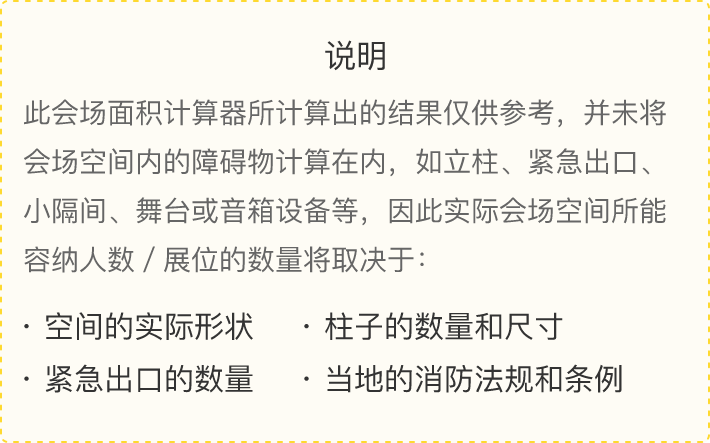 说明
此会场面积计算器所计算出的结果仅供参考，并未将
会场空间内的障碍物计算在内，如立柱、紧急出口、
小隔间、舞台或音箱设备等，因此实际会场空间所能
容纳人数 / 展位的数量将取决于：
· 空间的实际形状 · 柱子的数量和尺寸
· 紧急出口的数量 · 当地的消防法规和条例